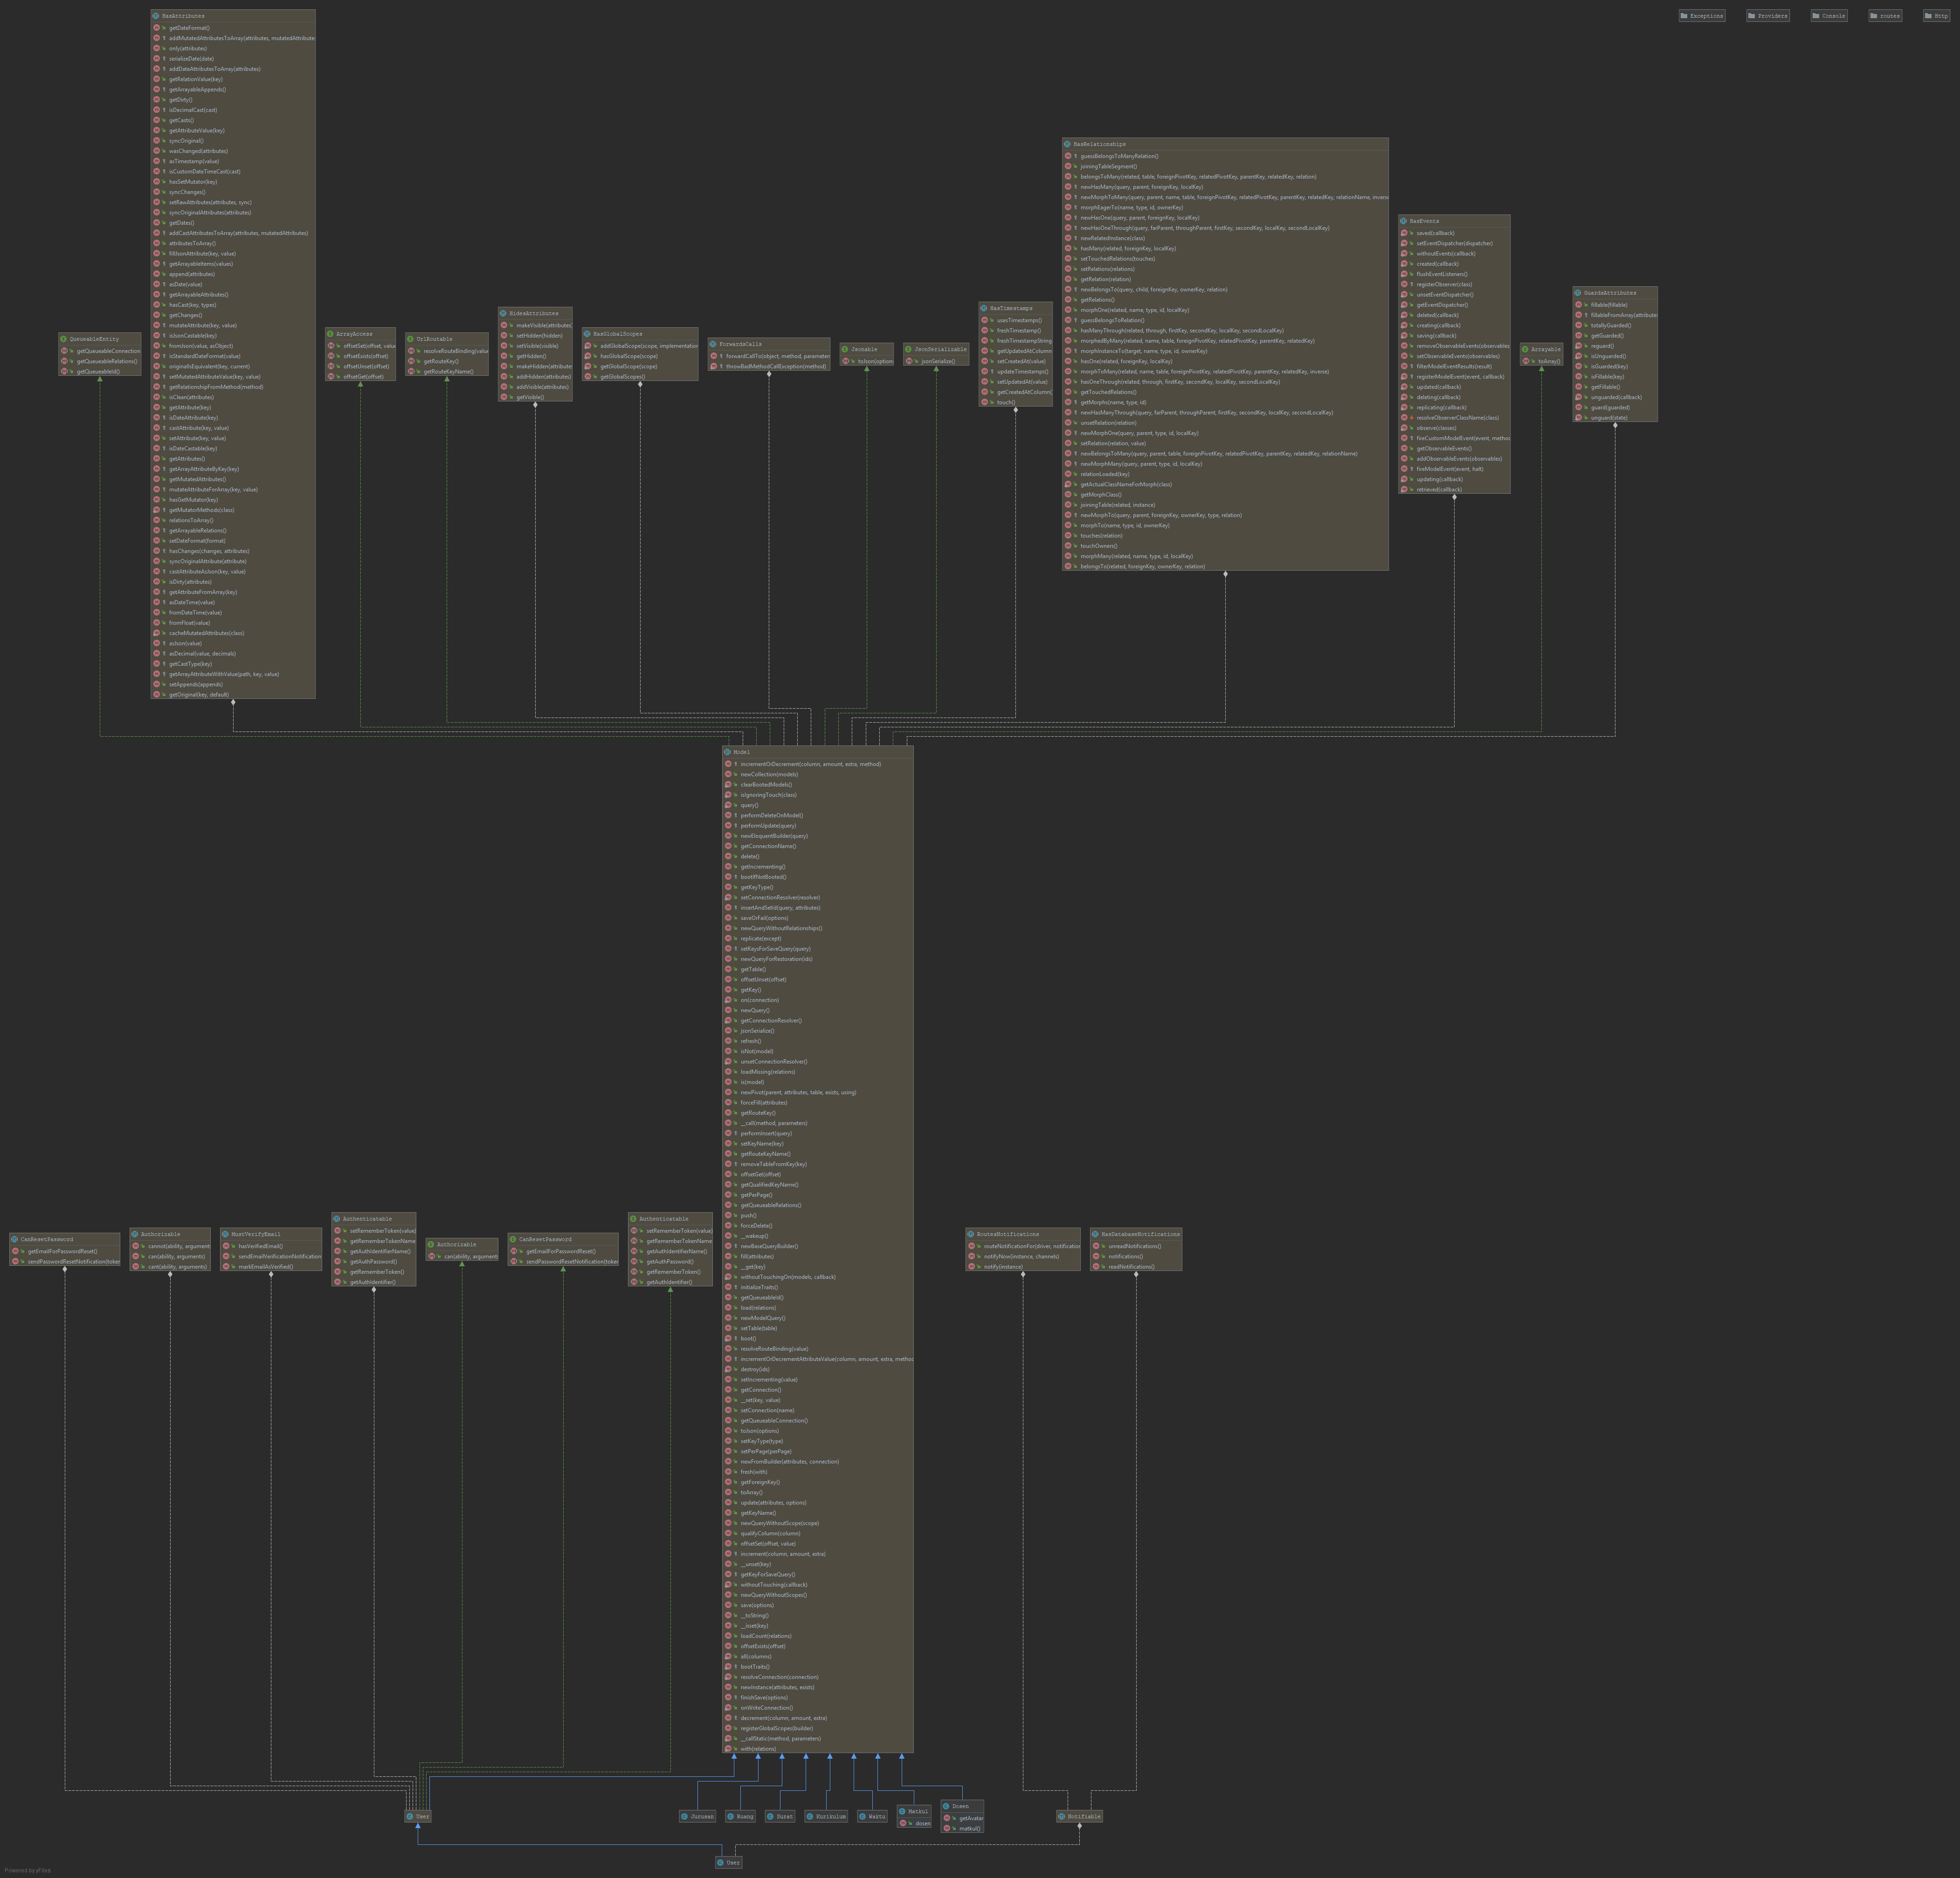 HasAttributes
getDateFormat()
addMutatedAttributesToArray(attributes, mutatedAttribute
only(attributes)
serializeDate(date)
addDateAttributesToArray(attributes)
getRelationValue(key)
getArrayableAppends()
getDirty()
isDecimalCast(cast)
getCasts()
getAttributeValue(key)
syncOriginal()
wasChanged(attributes)
asTimestamp(value)
isCustomDateTimeCast(cast)
hasSetMutator(key)
syncChanges()
setRawAttributes(attributes, sync)
syncOriginalAttributes(attributes)
getDates()
addCastAttributesToArray(attributes, mutatedAttributes)
attributesToArray()
fillJsonAttribute(key, value)
getArrayableItems(values)
append(attributes)
asDate(value)
getArrayableAttributes()
hasCast(key, types)
getChanges()
mutateAttribute(key, value)
isJsonCastable(key)
fromJson(value, asObject)
isStandardDateFormat(value)
originalIsEquivalent(key, current)
setMutatedAttributeValue(key, value)
getRelationshipFromMethod(method)
isClean(attributes)
getAttribute(key)
isDateAttribute(key)
castAttribute(key, value)
setAttribute(key, value)
isDateCastable(key)
getAttributes()
getArrayAttributeByKey(key)
getMutatedAttributes()
mutateAttributeForArray(key, value)
hasGetMutator(key)
getMutatorMethods(class)
relationsToArray()
getArrayableRelations()
setDateFormat(format)
hasChanges(changes, attributes)
syncOriginalAttribute(attribute)
castAttributeAsJson(key, value)
isDirty(attributes)
getAttributeFromArray(key)
asDateTime(value)
fromDateTime(value)
fromFloat(value)
cacheMutatedAttributes(class)
asJson(value)
asDecimal(value, decimals)
getCastType(key)
getArrayAttributeWithValue(path, key, value)
setAppends(appends)
getOriginal(key, default)
Exceptions
Providers
Console
routes
Http
QueueableEntity
getQueueableConnection
getQueueableRelations()
getQueueableId()
ArrayAccess
offsetSet(offset, valu
offsetExists(offset)
offsetUnset(offset)
offsetGet(offset)
UrlRoutable
resolveRouteBinding(valu
getRouteKey()
getRouteKeyName()
HidesAttributes
makeVisible(attributes
setHidden(hidden)
setVisible(visible)
getHidden()
makeHidden(attribute
addHidden(attributes)
addVisible(attributes)
getVisible()
HasGlobalScopes
addGlobalScope(scope, implementation
hasGlobalScope(scope)
getGlobalScope(scope)
getGlobalScopes()
ForwardsCalls
forwardCallTo(object, method, parameter
throwBadMethodCallException(method)
Jsonable
toJson(option
JsonSerializable
jsonSerialize()
HasTimestamps
usesTimestamps()
freshTimestamp()
freshTimestampString
getUpdatedAtColumn
setCreatedAt(value)
updateTimestamps()
setUpdatedAt(value)
getCreatedAtColumn(
touch()
HasRelationships
guessBelongsToManyRelation()
joiningTableSegment()
belongsToMany(related, table, foreignPivotKey, relatedPivotKey, parentKey, relatedKey, relation)
newHasMany(query, parent, foreignKey, localKey)
newMorphToMany(query, parent, name, table, foreignPivotKey, relatedPivotKey, parentKey, relatedKey, relationName, inverse
morphEagerTo(name, type, id, ownerKey)
newHasOne(query, parent, foreignKey, localKey)
newHasOneThrough(query, farParent, throughParent, firstKey, secondKey, localKey, secondLocalKey)
newRelatedInstance(class)
hasMany(related, foreignKey, localKey)
setTouchedRelations(touches)
setRelations(relations)
getRelation(relation)
newBelongsTo(query, child, foreignKey, ownerKey, relation)
getRelations()
morphOne(related, name, type, id, localKey)
guessBelongsToRelation()
hasManyThrough(related, through, firstKey, secondKey, localKey, secondLocalKey)
morphedByMany(related, name, table, foreignPivotKey, relatedPivotKey, parentKey, relatedKey)
morphInstanceTo(target, name, type, id, ownerKey)
hasOne(related, foreignKey, localKey)
morphToMany(related, name, table, foreignPivotKey, relatedPivotKey, parentKey, relatedKey, inverse)
hasOneThrough(related, through, firstKey, secondKey, localKey, secondLocalKey)
getTouchedRelations()
getMorphs(name, type, id)
newHasManyThrough(query, farParent, throughParent, firstKey, secondKey, localKey, secondLocalKey)
unsetRelation(relation)
newMorphOne(query, parent, type, id, localKey)
setRelation(relation, value)
newBelongsToMany(query, parent, table, foreignPivotKey, relatedPivotKey, parentKey, relatedKey, relationName)
newMorphMany(query, parent, type, id, localKey)
relationLoaded(key)
getActualClassNameForMorph(class)
getMorphClass()
joiningTable(related, instance)
newMorphTo(query, parent, foreignKey, ownerKey, type, relation)
morphTo(name, type, id, ownerKey)
touches(relation)
touchOwners()
morphMany(related, name, type, id, localKey)
belongsTo(related, foreignKey, ownerKey, relation)
HasEvents
saved(callback)
setEventDispatcher(dispatcher)
withoutEvents(callback)
created(callback)
flushEventListeners()
registerObserver(class)
unsetEventDispatcher()
getEventDispatcher()
deleted(callback)
creating(callback)
saving(callback)
removeObservableEvents(observables
setObservableEvents(observables)
filterModelEventResults(result)
registerModelEvent(event, callback)
updated(callback)
deleting(callback)
replicating(callback)
resolveObserverClassName(class)
observe(classes)
fireCustomModelEvent(event, metho
getObservableEvents()
addObservableEvents(observables)
fireModelEvent(event, halt)
updating(callback)
retrieved(callback)
Arrayable
toArray()
GuardsAttributes
fillable(fillable)
fillableFromArray(attribute
totallyGuarded()
getGuarded()
reguard()
isUnguarded()
isGuarded(key)
isFillable(key)
getFillable()
unguarded(callback)
guard(guarded)
unguard(state)
Model
incrementOrDecrement(column, amount, extra, method)
newCollection(models)
clearBootedModels()
isIgnoringTouch(class)
query()
performDeleteOnModel()
performUpdate(query)
newEloquentBuilder(query)
getConnectionName()
delete()
getIncrementing()
bootIfNotBooted()
getKeyType()
setConnectionResolver(resolver)
insertAndSetId(query, attributes)
saveOrFail(options)
newQueryWithoutRelationships()
replicate(except)
setKeysForSaveQuery(query)
newQueryForRestoration(ids)
getTable()
offsetUnset(offset)
getKey()
on(connection)
newQuery()
getConnectionResolver()
jsonSerialize()
refresh()
isNot(model)
unsetConnectionResolver()
loadMissing(relations)
is(model)
newPivot(parent, attributes, table, exists, using)
forceFill(attributes)
getRouteKey()
__call(method, parameters)
performInsert(query)
setKeyName(key)
getRouteKeyName()
removeTableFromKey(key)
offsetGet(offset)
getQualifiedKeyName()
getPerPage()
getQueueableRelations()
push()
forceDelete()
__wakeup()
newBaseQueryBuilder()
fill(attributes)
__get(key)
withoutTouchingOn(models, callback)
initializeTraits()
getQueueableId()
load(relations)
newModelQuery()
setTable(table)
boot()
resolveRouteBinding(value)
incrementOrDecrementAttributeValue(column, amount, extra, method
destroy(ids)
setIncrementing(value)
getConnection()
__set(key, value)
setConnection(name)
getQueueableConnection()
toJson(options)
setKeyType(type)
setPerPage(perPage)
newFromBuilder(attributes, connection)
fresh(with)
getForeignKey()
toArray()
update(attributes, options)
getKeyName()
newQueryWithoutScope(scope)
qualifyColumn(column)
offsetSet(offset, value)
increment(column, amount, extra)
__unset(key)
getKeyForSaveQuery()
withoutTouching(callback)
newQueryWithoutScopes()
save(options)
__toString()
__isset(key)
loadCount(relations)
offsetExists(offset)
all(columns)
bootTraits()
resolveConnection(connection)
newInstance(attributes, exists)
finishSave(options)
onWriteConnection()
decrement(column, amount, extra)
registerGlobalScopes(builder)
__callStatic(method, parameters)
with(relations)
CanResetPassword
getEmailForPasswordReset()
sendPasswordResetNotification(token
Authorizable
cannot(ability, argument
can(ability, arguments)
cant(ability, arguments)
MustVerifyEmail
hasVerifiedEmail()
sendEmailVerificationNotification
markEmailAsVerified()
Authenticatable
setRememberToken(value)
getRememberTokenName
getAuthIdentifierName()
getAuthPassword()
getRememberToken()
getAuthIdentifier()
Authorizable
can(ability, argument
CanResetPassword
getEmailForPasswordReset()
sendPasswordResetNotification(token
Authenticatable
setRememberToken(value)
getRememberTokenName
getAuthIdentifierName()
getAuthPassword()
getRememberToken()
getAuthIdentifier()
RoutesNotifications
routeNotificationFor(driver, notification
notifyNow(instance, channels)
notify(instance)
HasDatabaseNotifications
unreadNotifications()
notifications()
readNotifications()
User
Jurusan
Ruang
Surat
Kurikulum
Waktu
Matkul
dosen
Dosen
getAvatar
matkul()
Notifiable
User
Powered by yFiles